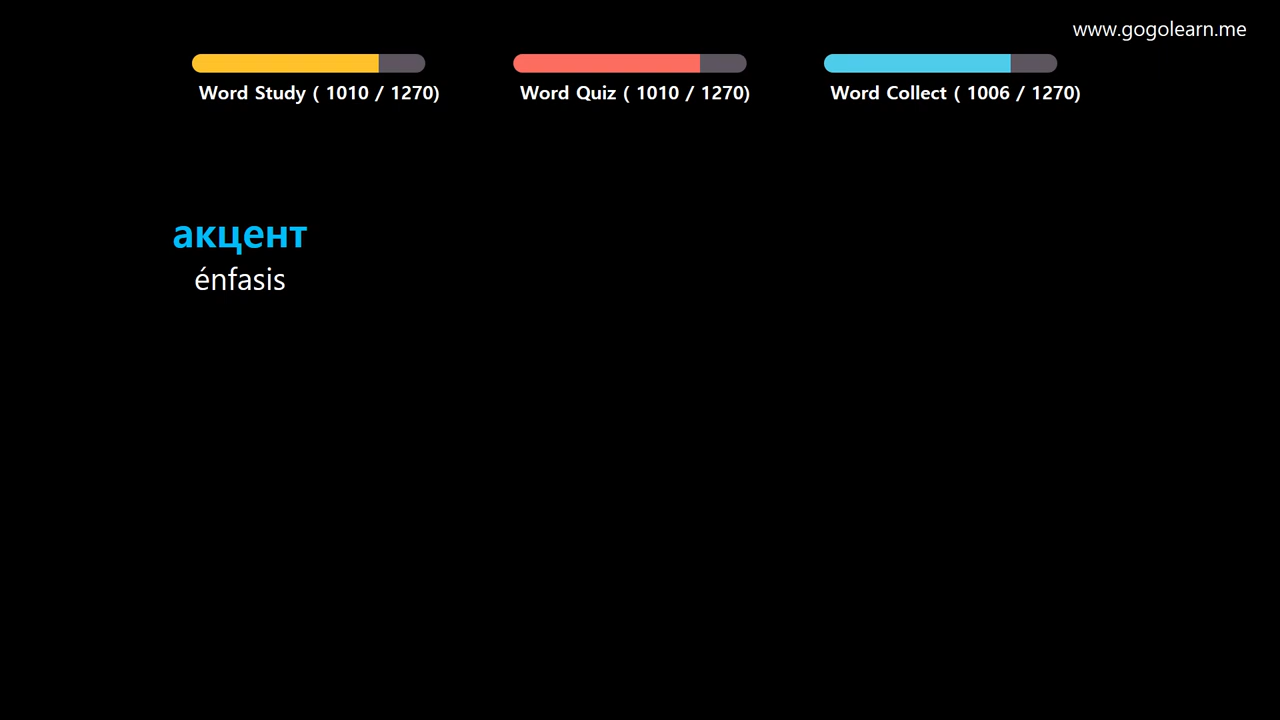 www.gogolearn.me
Word Study ( 1010 / 1270)
Word Quiz ( 1010 / 1270)
Word Collect ( 1006 / 1270)
акцент
énfasis